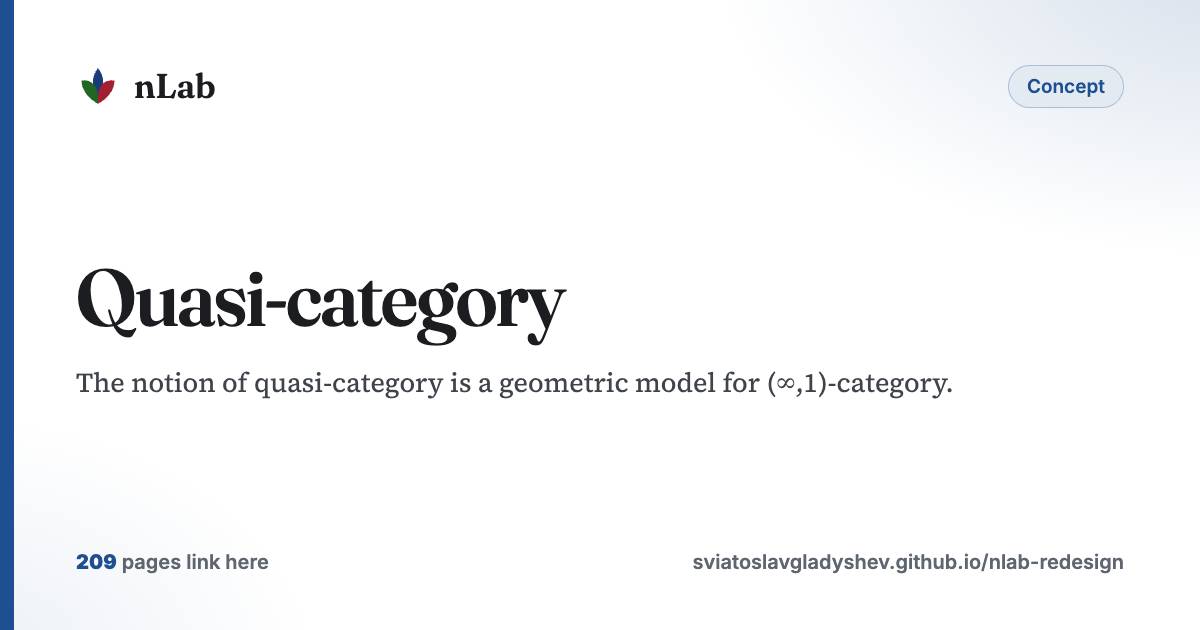 nLab
Concept
Quasi-category
The notion of quasi-category is a geometric model for (∞,1)-category.
209 pages link here
sviatoslavgladyshev.github.io/nlab-redesign